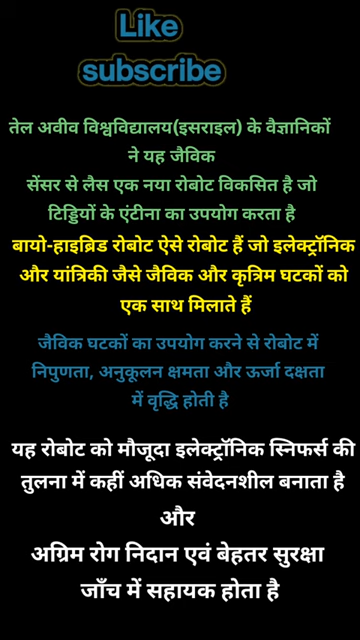 Like
subscribe
तेल अवीव विश्वविद्यालय(इसराइल) के वैज्ञानिकों
ने यह जैविक
सेंसर से लैस एक नया रोबोट विकसित है जो
टिड्डियों के एंटीना का उपयोग करता है
बायो-हाइब्रिड रोबोट ऐसे रोबोट हैं जो इलेक्ट्रॉनिक
और यांत्रिकी जैसे जैविक और कृत्रिम घटकों को
एक साथ मिलाते हैं
जैविक घटकों का उपयोग करने से रोबोट में
निपुणता, अनुकूलन क्षमता और ऊर्जा दक्षता
में वृद्धि होती है
यह रोबोट को मौजूदा इलेक्ट्रॉनिक स्निफर्स की
तुलना में कहीं अधिक संवेदनशील बनाता है
और
अग्रिम रोग निदान एवं बेहतर सुरक्षा
जाँच में सहायक होता है